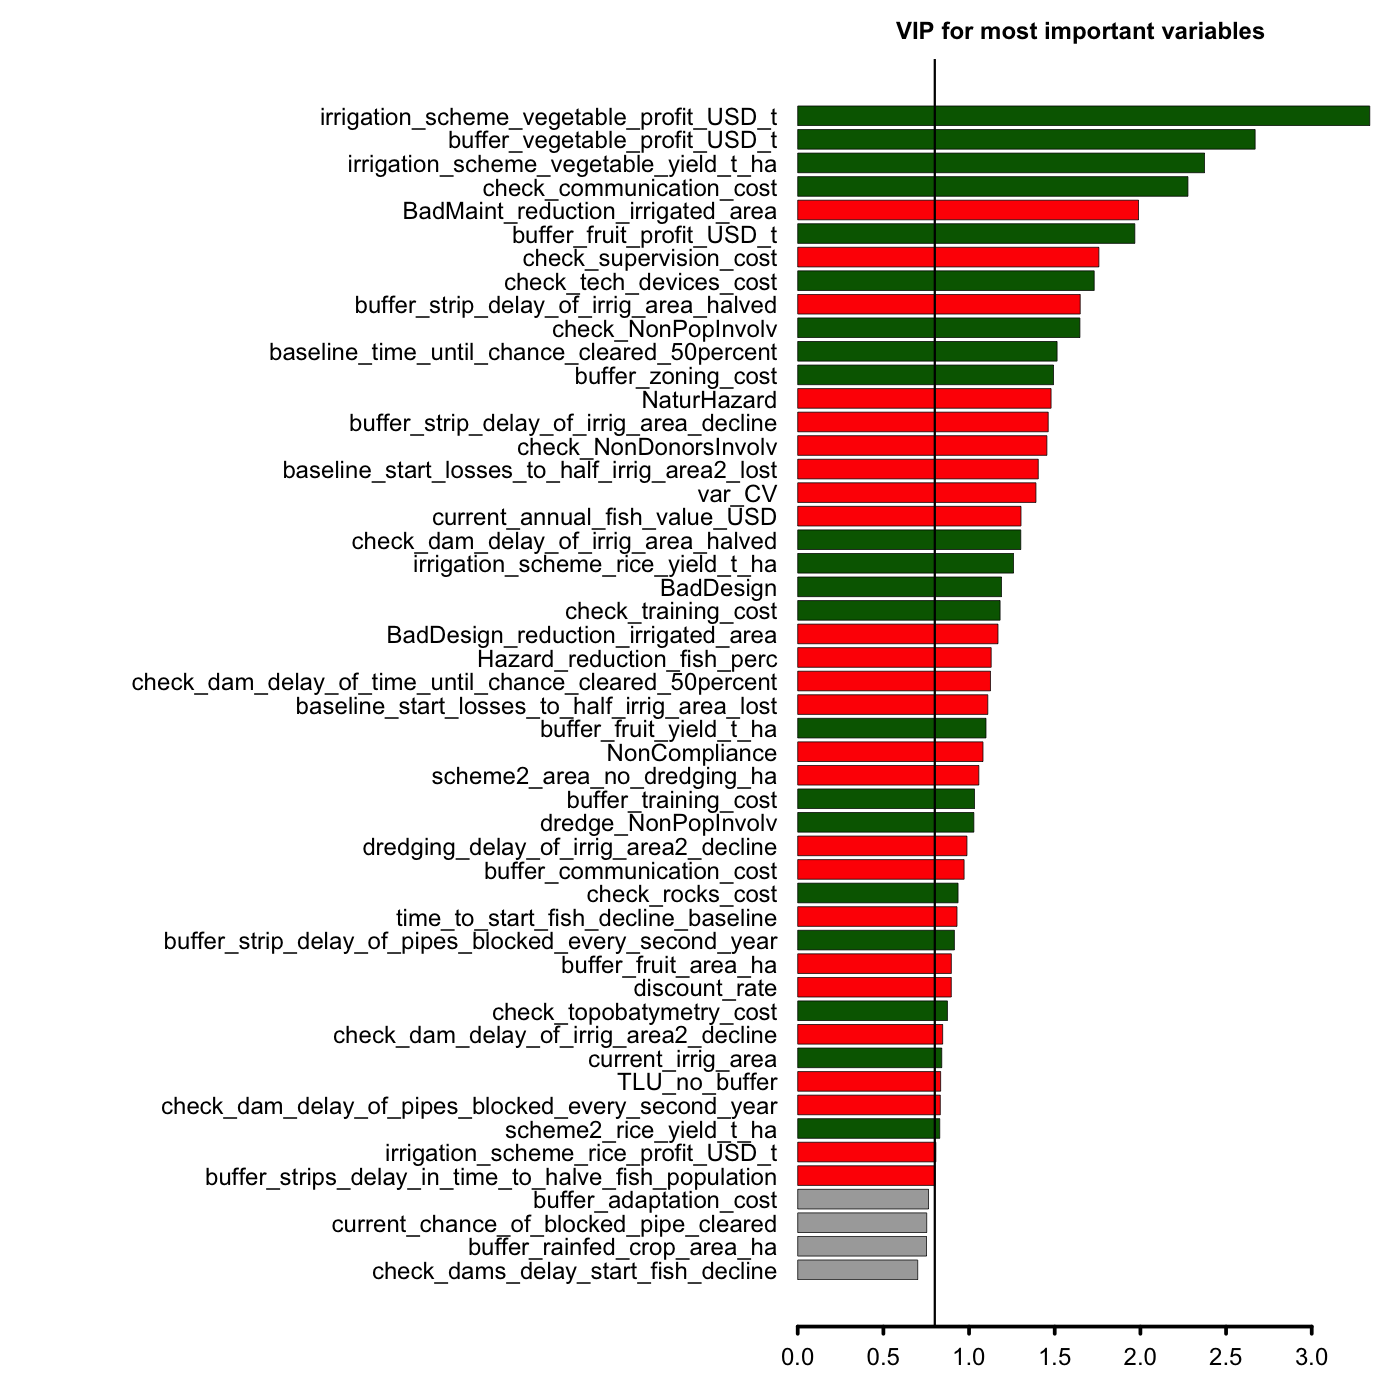 VIP for most important variables
irrigation_scheme_vegetable_profit_USD_t
buffer_vegetable_profit_USD_t
irrigation_scheme_vegetable_yield_t_ha
check_communication_cost
BadMaint_reduction_irrigated_area
buffer_fruit_profit_USD_t
check_supervision_cost
check_tech_devices_cost
buffer_strip_delay_of_irrig_area_halved
check_NonPopInvolv
baseline_time_until_chance_cleared_50percent
buffer_zoning_cost
NaturHazard
buffer_strip_delay_of_irrig_area_decline
check_NonDonorsInvolv
baseline_start_losses_to_half_irrig_area2_lost
var_CV
current_annual_fish_value_USD
check_dam_delay_of_irrig_area_halved
irrigation_scheme_rice_yield_t_ha
BadDesign
check_training_cost
BadDesign_reduction_irrigated_area
Hazard_reduction_fish_perc
check_dam_delay_of_time_until_chance_cleared_50percent
baseline_start_losses_to_half_irrig_area_lost
buffer_fruit_yield_t_ha
NonCompliance
scheme2_area_no_dredging_ha
buffer_training_cost
dredge_NonPopInvolv
dredging_delay_of_irrig_area2_decline
buffer_communication_cost
check_rocks_cost
time_to_start_fish_decline_baseline
buffer_strip_delay_of_pipes_blocked_every_second_year
buffer_fruit_area_ha
discount_rate
check_topobatymetry_cost
check_dam_delay_of_irrig_area2_decline
current_irrig_area
TLU_no_buffer
check_dam_delay_of_pipes_blocked_every_second_year
scheme2_rice_yield_t_ha
irrigation_scheme_rice_profit_USD_t
buffer_strips_delay_in_time_to_halve_fish_population
buffer_adaptation_cost
current_chance_of_blocked_pipe_cleared
buffer_rainfed_crop_area_ha
check_dams_delay_start_fish_decline
0.0 0.5 1.0 1.5 2.0 2.5 3.0